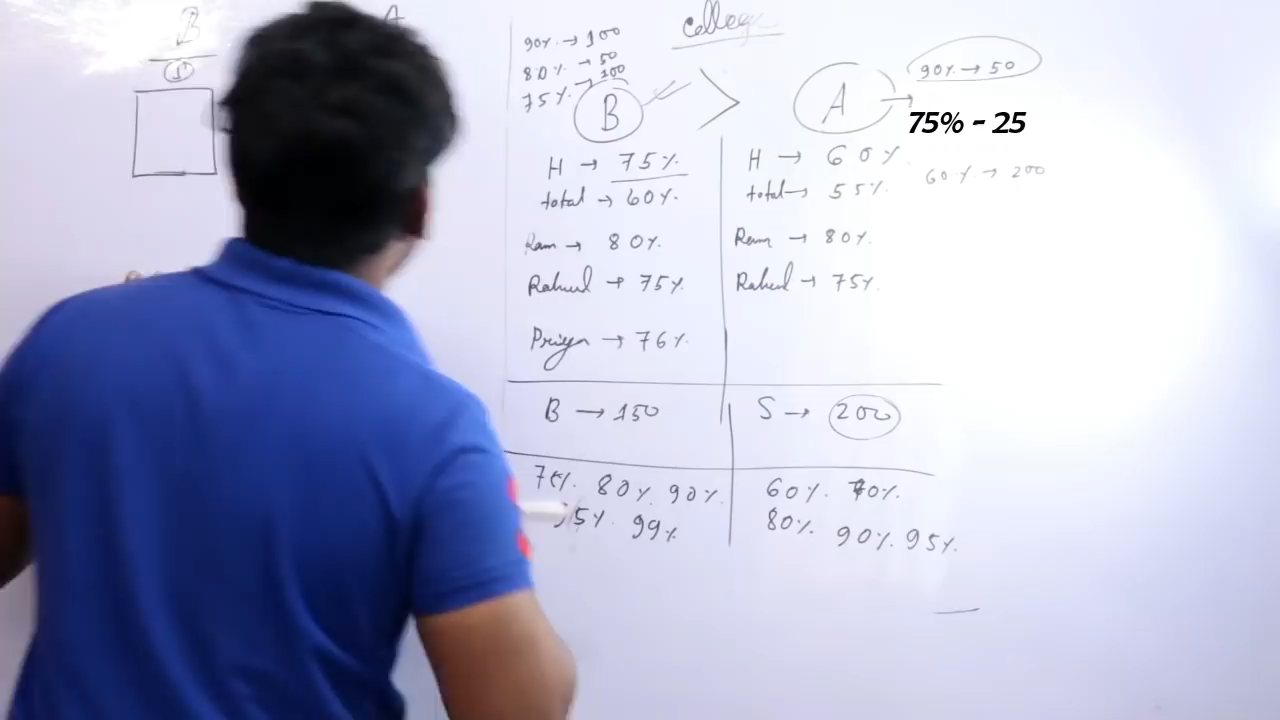 B
A
1
college
90% → 100
80% → 50
75% → 100
B > A →
90% → 50
75% - 25
H → 75%
total → 60%
Ram → 80%
Rahul → 75%
Priya → 76%
H → 60%
total → 55%
60% → 200
Ram → 80%
Rahul → 75%
B → 150
S → 200
80% 90%
5% 99%
60% 70%
80% 90% 95%